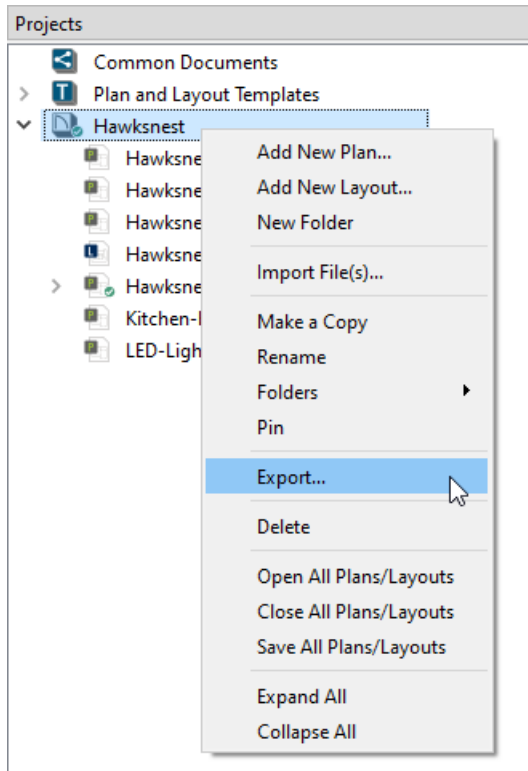 Projects
Common Documents
T Plan and Layout Templates
Hawksnest
P Hawksne
P Hawksne
P Hawksne
L Hawksne
P Hawksne
P Kitchen-
P LED-Ligh
Add New Plan...
Add New Layout...
New Folder
Import File(s)...
Make a Copy
Rename
Folders
Pin
Export...
Delete
Open All Plans/Layouts
Close All Plans/Layouts
Save All Plans/Layouts
Expand All
Collapse All